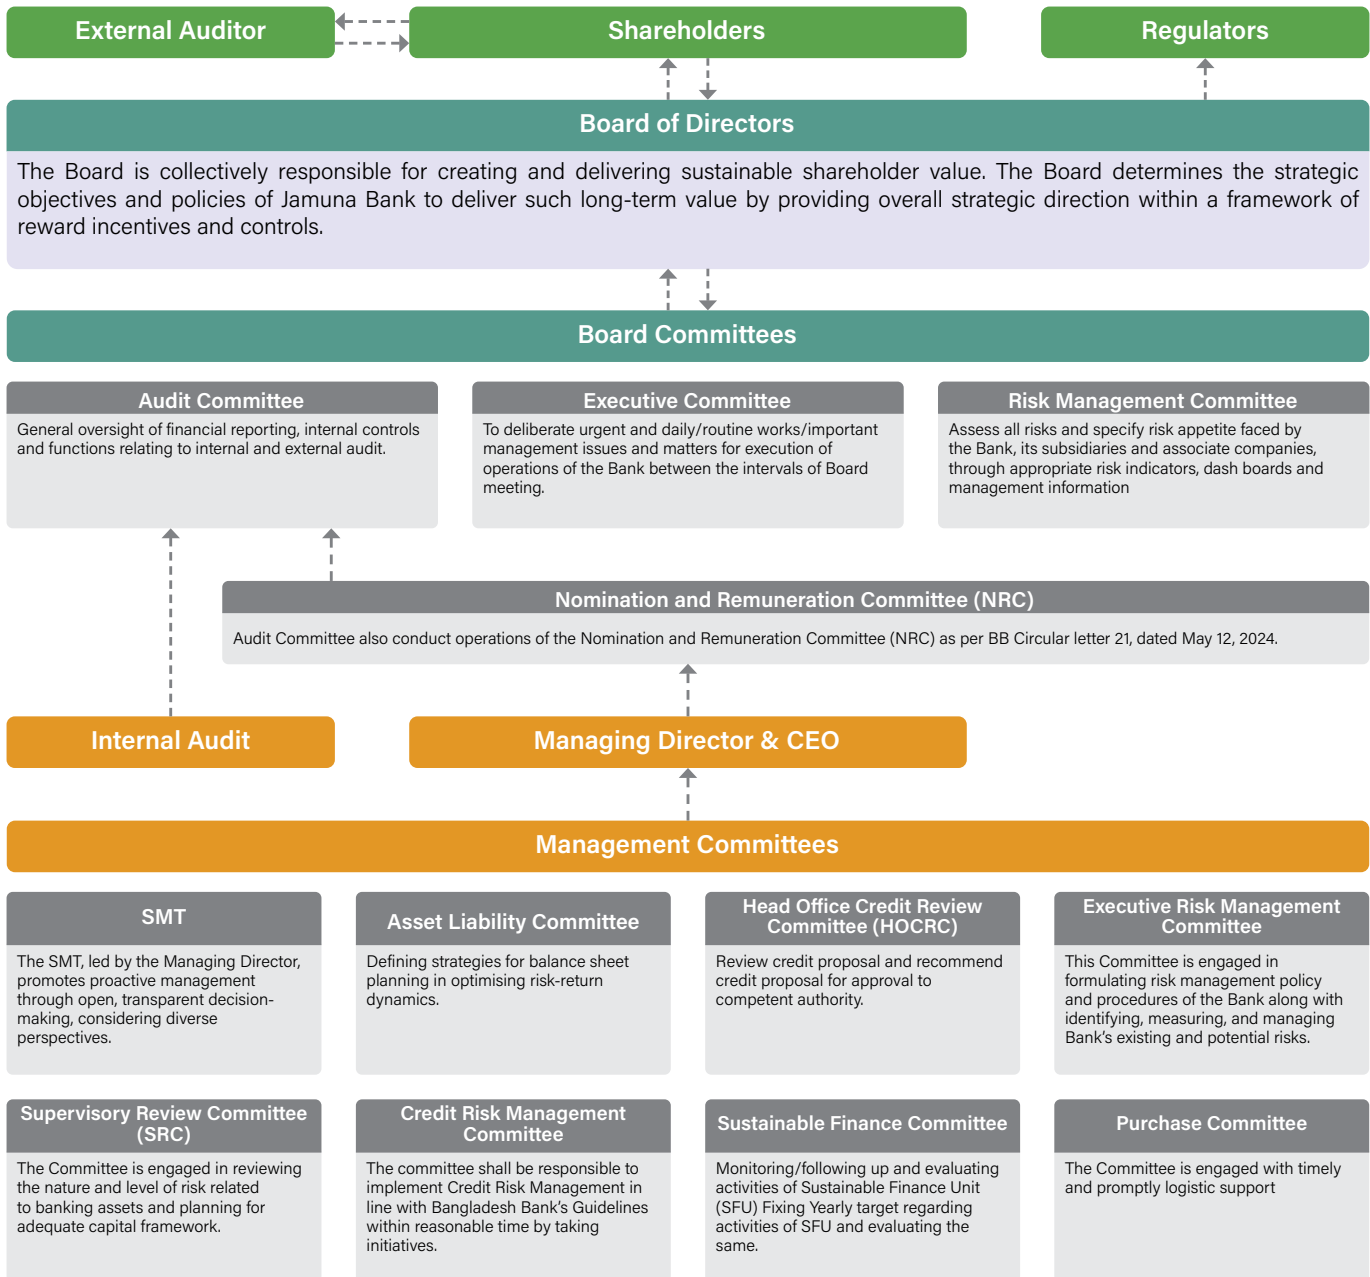 External Auditor
Shareholders
Regulators
Board of Directors
The Board is collectively responsible for creating and delivering sustainable shareholder value. The Board determines the strategic
objectives and policies of Jamuna Bank to deliver such long-term value by providing overall strategic direction within a framework of
reward incentives and controls.
Board Committees
Audit Committee
General oversight of financial reporting, internal controls
and functions relating to internal and external audit.
Executive Committee
To deliberate urgent and daily/routine works/important
management issues and matters for execution of
operations of the Bank between the intervals of Board
meeting.
Risk Management Committee
Assess all risks and specify risk appetite faced by
the Bank, its subsidiaries and associate companies,
through appropriate risk indicators, dash boards and
management information
Nomination and Remuneration Committee (NRC)
Audit Committee also conduct operations of the Nomination and Remuneration Committee (NRC) as per BB Circular letter 21, dated May 12, 2024.
Internal Audit
Managing Director & CEO
Management Committees
SMT
The SMT, led by the Managing Director,
promotes proactive management
through open, transparent decision-
making, considering diverse
perspectives.
Asset Liability Committee
Defining strategies for balance sheet
planning in optimising risk-return
dynamics.
Head Office Credit Review
Committee (HOCRC)
Review credit proposal and recommend
credit proposal for approval to
competent authority.
Executive Risk Management
Committee
This Committee is engaged in
formulating risk management policy
and procedures of the Bank along with
identifying, measuring, and managing
Bank's existing and potential risks.
Supervisory Review Committee
(SRC)
The Committee is engaged in reviewing
the nature and level of risk related
to banking assets and planning for
adequate capital framework.
Credit Risk Management
Committee
The committee shall be responsible to
implement Credit Risk Management in
line with Bangladesh Bank's Guidelines
within reasonable time by taking
initiatives.
Sustainable Finance Committee
Monitoring/following up and evaluating
activities of Sustainable Finance Unit
(SFU) Fixing Yearly target regarding
activities of SFU and evaluating the
same.
Purchase Committee
The Committee is engaged with timely
and promptly logistic support